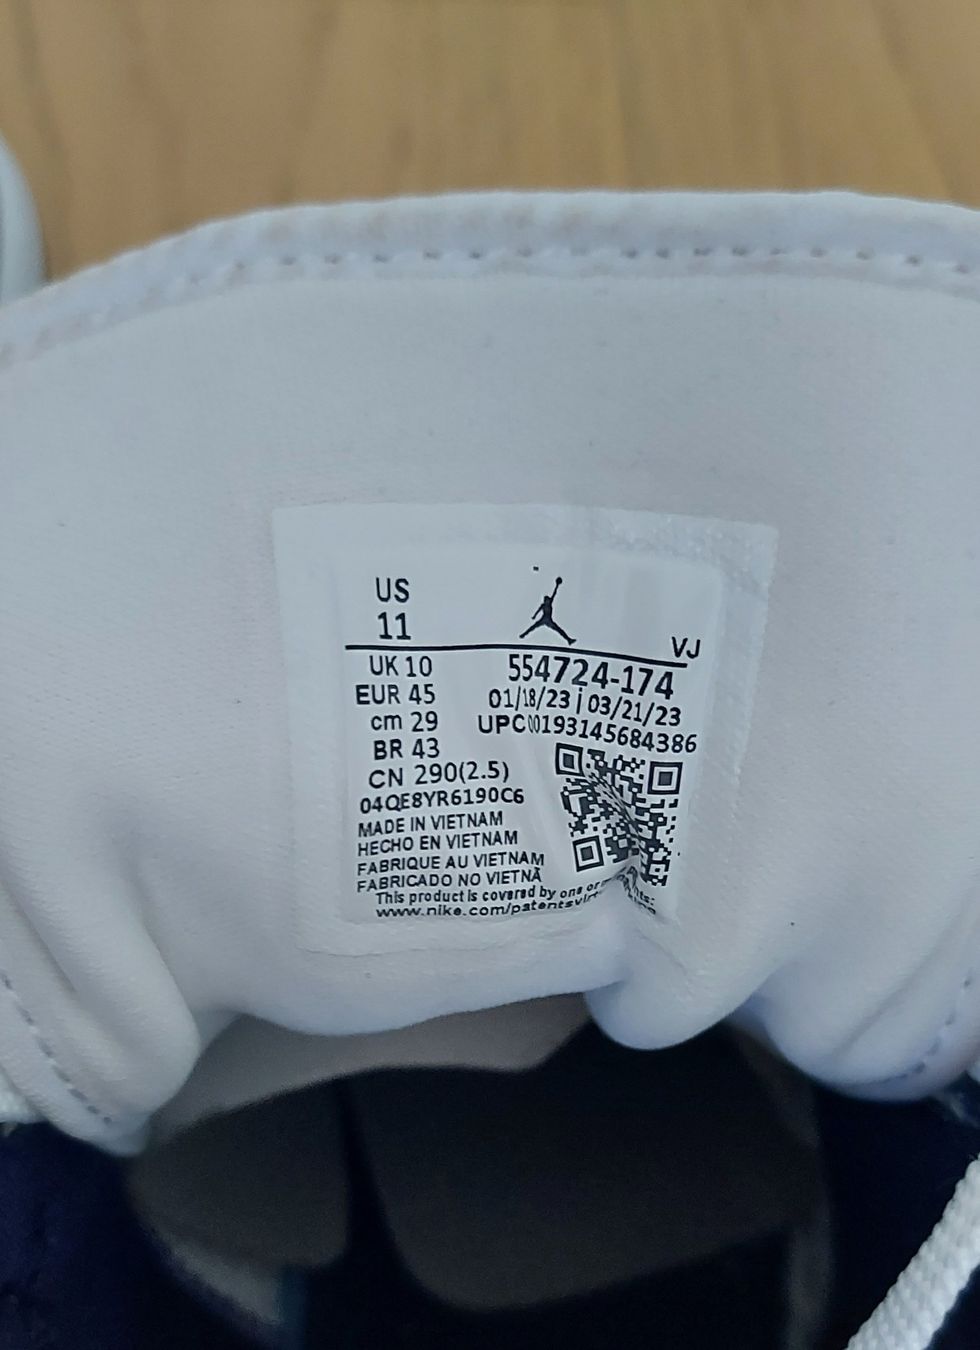 US
11
VJ
UK 10
EUR 45
cm 29
BR 43
CN 290(2.5)
04QE8YR6190C6
554724-174
01/18/23 | 03/21/23
UPC00193145684386
MADE IN VIETNAM
HECHO EN VIETNAM
FABRIQUE AU VIETNAM
FABRICADO NO VIETNÃ
This product is covered by one or
www.nike.com/patents